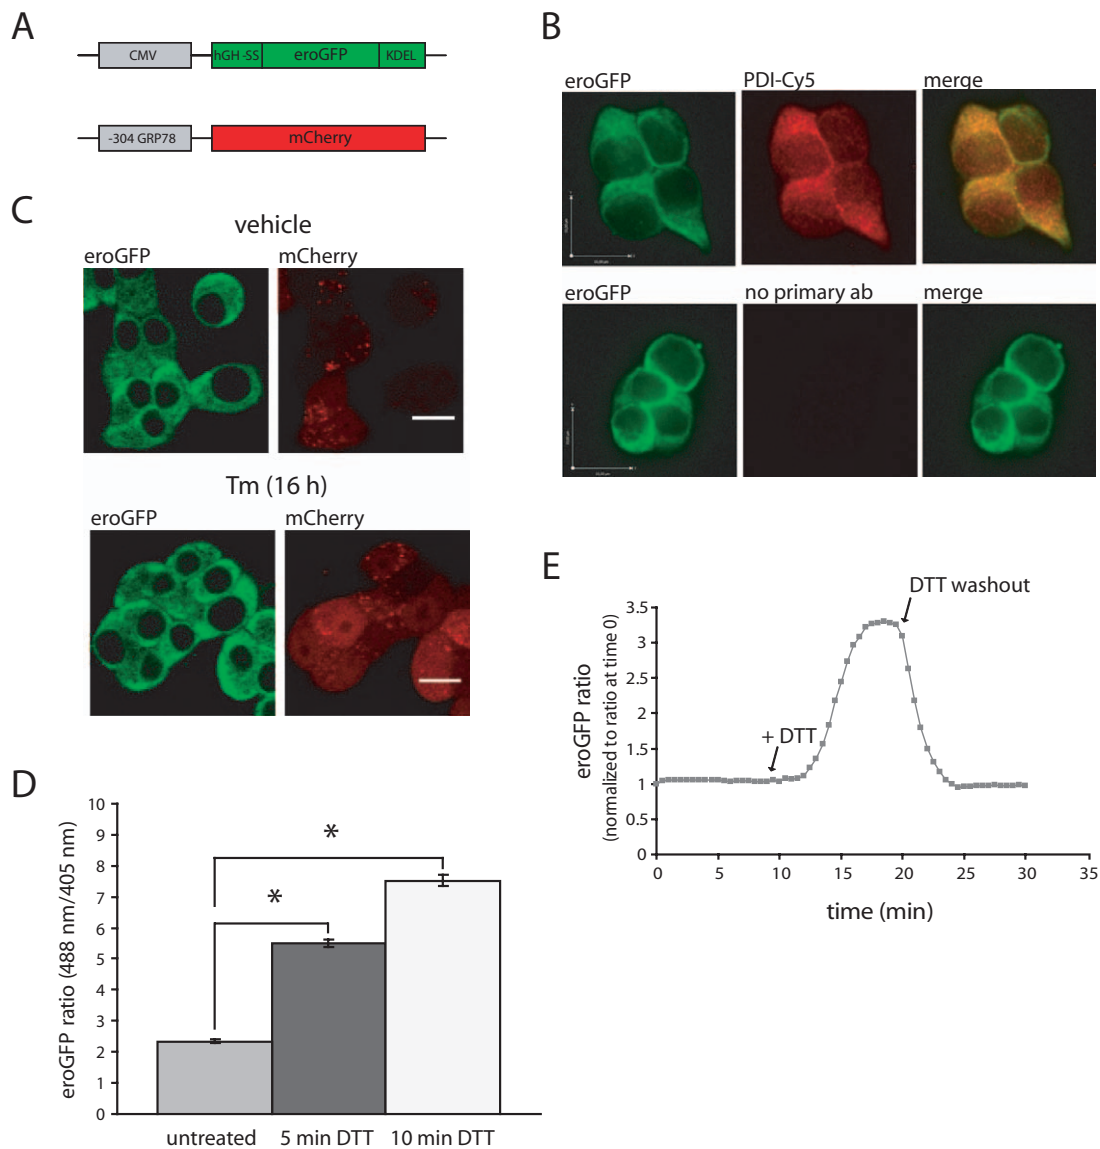 A
CMV
hGH -SS
eroGFP
KDEL
-304 GRP78
mCherry
B
eroGFP
PDI-Cy5
merge
eroGFP
no primary ab
merge
C
vehicle
eroGFP
mCherry
Tm (16 h)
eroGFP
mCherry
D
eroGFP ratio (488 nm/405 nm)
10
9
8
7
6
5
4
3
2
1
0
*
*
untreated
5 min DTT
10 min DTT
E
eroGFP ratio
(normalized to ratio at time 0)
3.5
3
2.5
2
1.5
1
0.5
0
+ DTT
DTT washout
0
5
10
15
20
25
30
35
time (min)